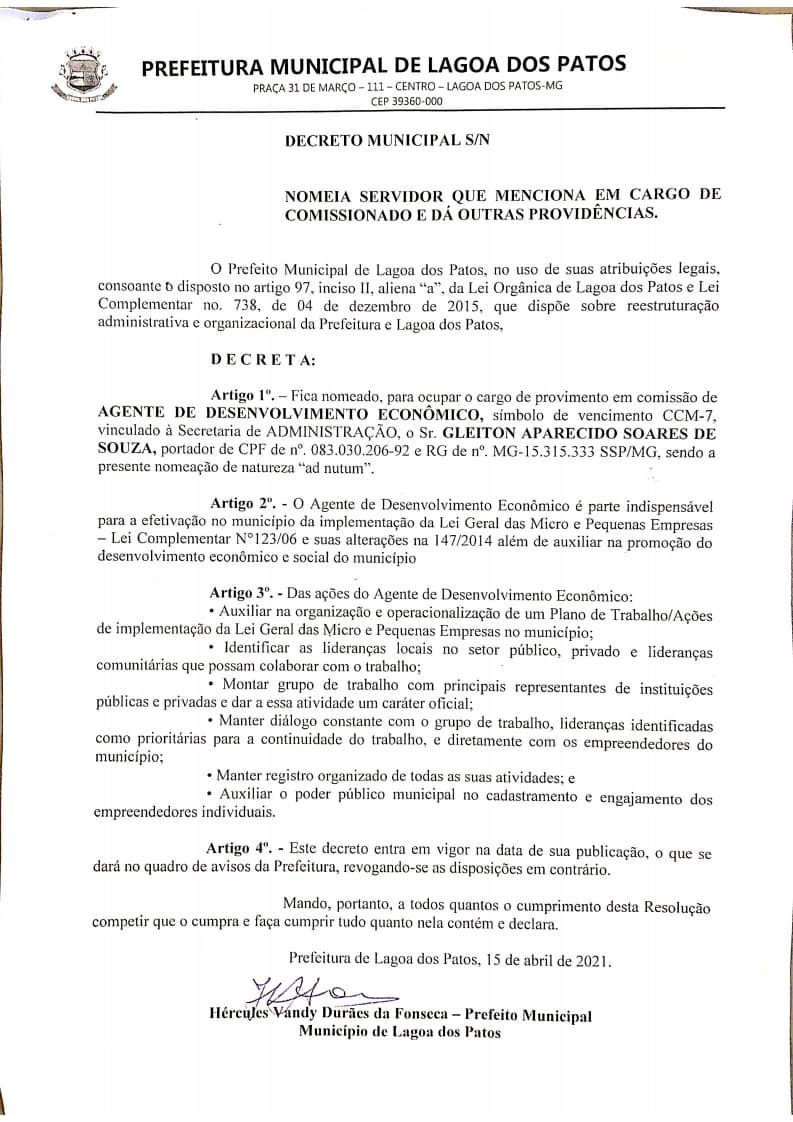 PREFEITURA MUNICIPAL DE LAGOA DOS PATOS
PRAÇA 31 DE MARÇO – 111 – CENTRO – LAGOA DOS PATOS-MG
CEP 39360-000
DECRETO MUNICIPAL S/N
NOMEIA SERVIDOR QUE MENCIONA EM CARGO DE
COMISSIONADO E DÁ OUTRAS PROVIDÊNCIAS.
O Prefeito Municipal de Lagoa dos Patos, no uso de suas atribuições legais,
consoante o disposto no artigo 97, inciso II, aliena “a”, da Lei Orgânica de Lagoa dos Patos e Lei
Complementar no. 738, de 04 de dezembro de 2015, que dispõe sobre reestruturação
administrativa e organizacional da Prefeitura e Lagoa dos Patos,
D E C R E T A:
Artigo 1º. – Fica nomeado, para ocupar o cargo de provimento em comissão de
AGENTE DE DESENVOLVIMENTO ECONÔMICO, símbolo de vencimento CCM-7,
vinculado à Secretaria de ADMINISTRAÇÃO, o Sr. GLEITON APARECIDO SOARES DE
SOUZA, portador de CPF de nº. 083.030.206-92 e RG de nº. MG-15.315.333 SSP/MG, sendo a
presente nomeação de natureza “ad nutum”.
Artigo 2º. - O Agente de Desenvolvimento Econômico é parte indispensável
para a efetivação no município da implementação da Lei Geral das Micro e Pequenas Empresas
– Lei Complementar N°123/06 e suas alterações na 147/2014 além de auxiliar na promoção do
desenvolvimento econômico e social do município
Artigo 3º. - Das ações do Agente de Desenvolvimento Econômico:
• Auxiliar na organização e operacionalização de um Plano de Trabalho/Ações
de implementação da Lei Geral das Micro e Pequenas Empresas no município;
• Identificar as lideranças locais no setor público, privado e lideranças
comunitárias que possam colaborar com o trabalho;
• Montar grupo de trabalho com principais representantes de instituições
públicas e privadas e dar a essa atividade um caráter oficial;
• Manter diálogo constante com o grupo de trabalho, lideranças identificadas
como prioritárias para a continuidade do trabalho, e diretamente com os empreendedores do
município;
• Manter registro organizado de todas as suas atividades; e
• Auxiliar o poder público municipal no cadastramento e engajamento dos
empreendedores individuais.
Artigo 4º. - Este decreto entra em vigor na data de sua publicação, o que se
dará no quadro de avisos da Prefeitura, revogando-se as disposições em contrário.
Mando, portanto, a todos quantos o cumprimento desta Resolução
competir que o cumpra e faça cumprir tudo quanto nela contém e declara.
Prefeitura de Lagoa dos Patos, 15 de abril de 2021.
Hércules Vandy Durães da Fonseca – Prefeito Municipal
Município de Lagoa dos Patos